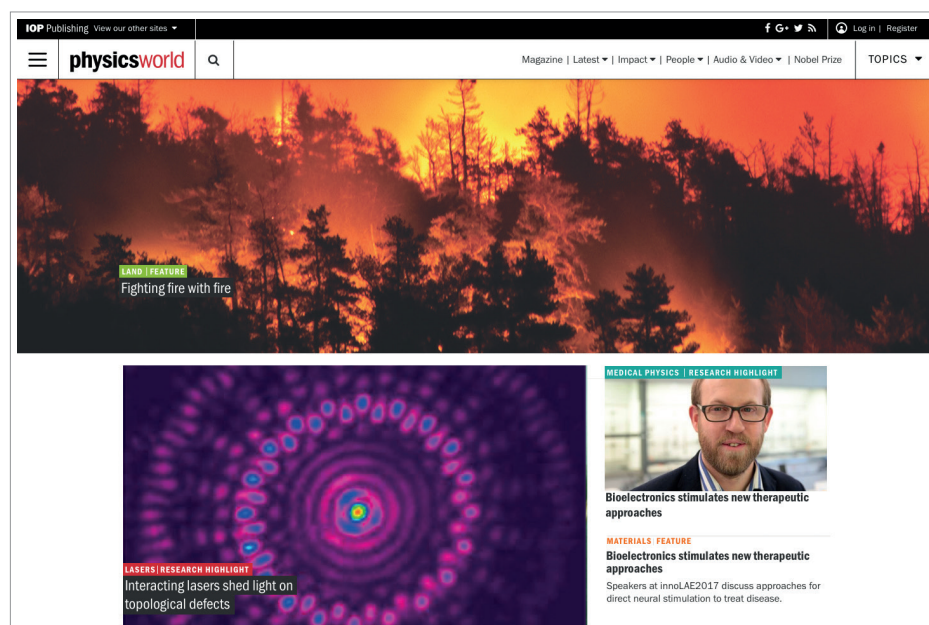 IOP Publishing View our other sites
f G+ Log in | Register
physicsworld
Magazine | Latest | Impact | People | Audio & Video | Nobel Prize
TOPICS
LAND | FEATURE
Fighting fire with fire
LASERS | RESEARCH HIGHLIGHT
Interacting lasers shed light on
topological defects
MEDICAL PHYSICS | RESEARCH HIGHLIGHT
Bioelectronics stimulates new therapeutic
approaches
MATERIALS FEATURE
Bioelectronics stimulates new therapeutic
approaches
Speakers at innoLAE2017 discuss approaches for
direct neural stimulation to treat disease.